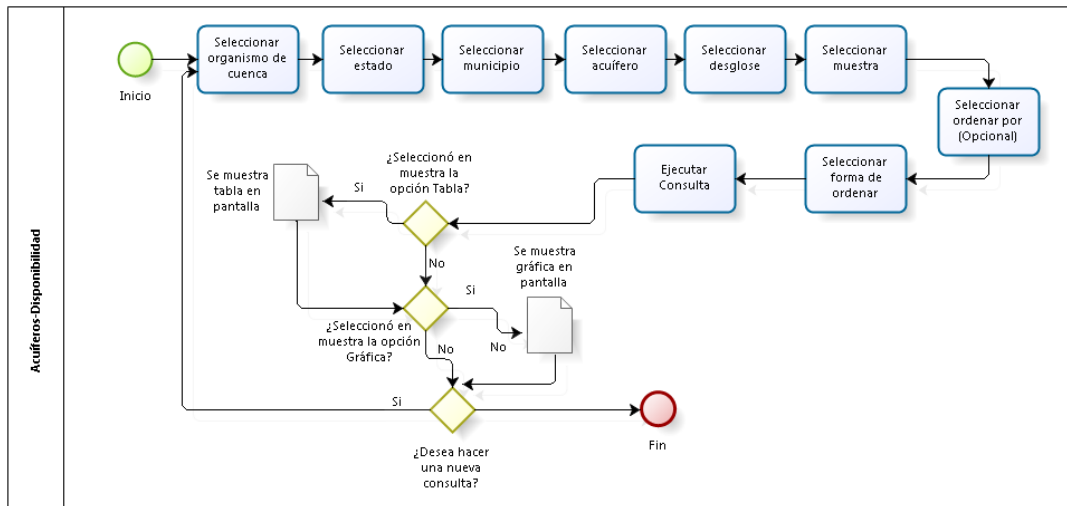 Acuíferos-Disponibilidad
Inicio
Seleccionar
organismo de
cuenca
Seleccionar
estado
Seleccionar
municipio
Seleccionar
acuífero
Seleccionar
desglose
Seleccionar
muestra
Seleccionar
ordenar por
(Opcional)
Seleccionar
forma de
ordenar
Ejecutar
Consulta
¿Seleccionó en
muestra la
opción Tabla?
Si
Se muestra
tabla en
pantalla
No
¿Seleccionó en
muestra la opción
Gráfica?
Si
Se muestra
gráfica en
pantalla
No
No
¿Desea hacer
una nueva
consulta?
Si
Fin